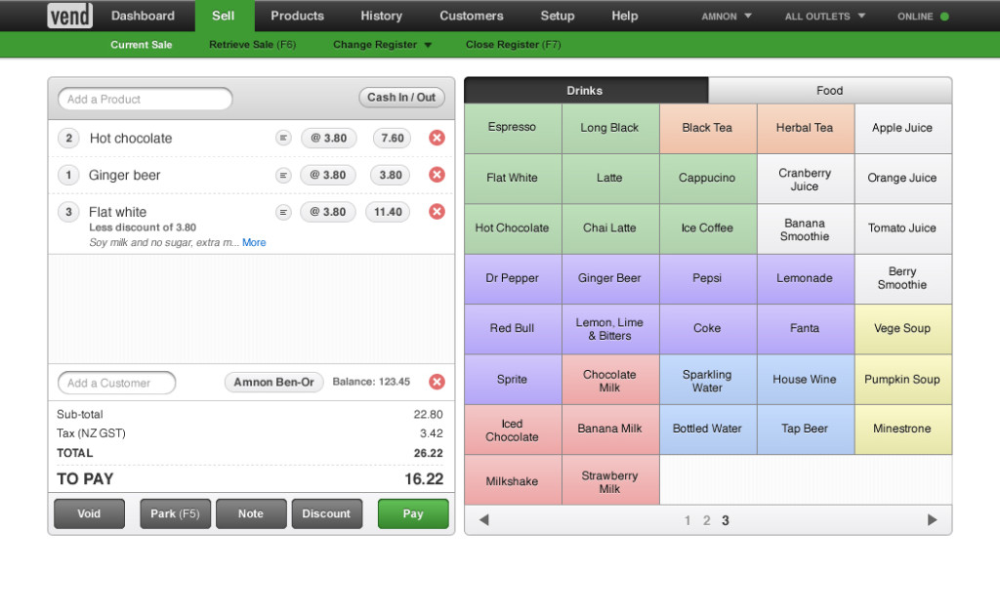 vend Dashboard Sell Products History Customers Setup Help AMNON ALL OUTLETS ONLINE
Current Sale Retrieve Sale (F6) Change Register Close Register (F7)
Add a Product Cash In / Out
2 Hot chocolate @ 3.80 7.60
1 Ginger beer @ 3.80 3.80
3 Flat white @ 3.80 11.40
Less discount of 3.80
Soy milk and no sugar, extra m... More
Add a Customer Amnon Ben-Or Balance: 123.45
Sub-total 22.80
Tax (NZ GST) 3.42
TOTAL 26.22
TO PAY 16.22
Void Park (F5) Note Discount Pay
Drinks Food
Espresso Long Black Black Tea Herbal Tea Apple Juice
Flat White Latte Cappucino Cranberry Juice Orange Juice
Hot Chocolate Chai Latte Ice Coffee Banana Smoothie Tomato Juice
Dr Pepper Ginger Beer Pepsi Lemonade Berry Smoothie
Red Bull Lemon, Lime & Bitters Coke Fanta Vege Soup
Sprite Chocolate Milk Sparkling Water House Wine Pumpkin Soup
Iced Chocolate Banana Milk Bottled Water Tap Beer Minestrone
Milkshake Strawberry Milk
1 2 3